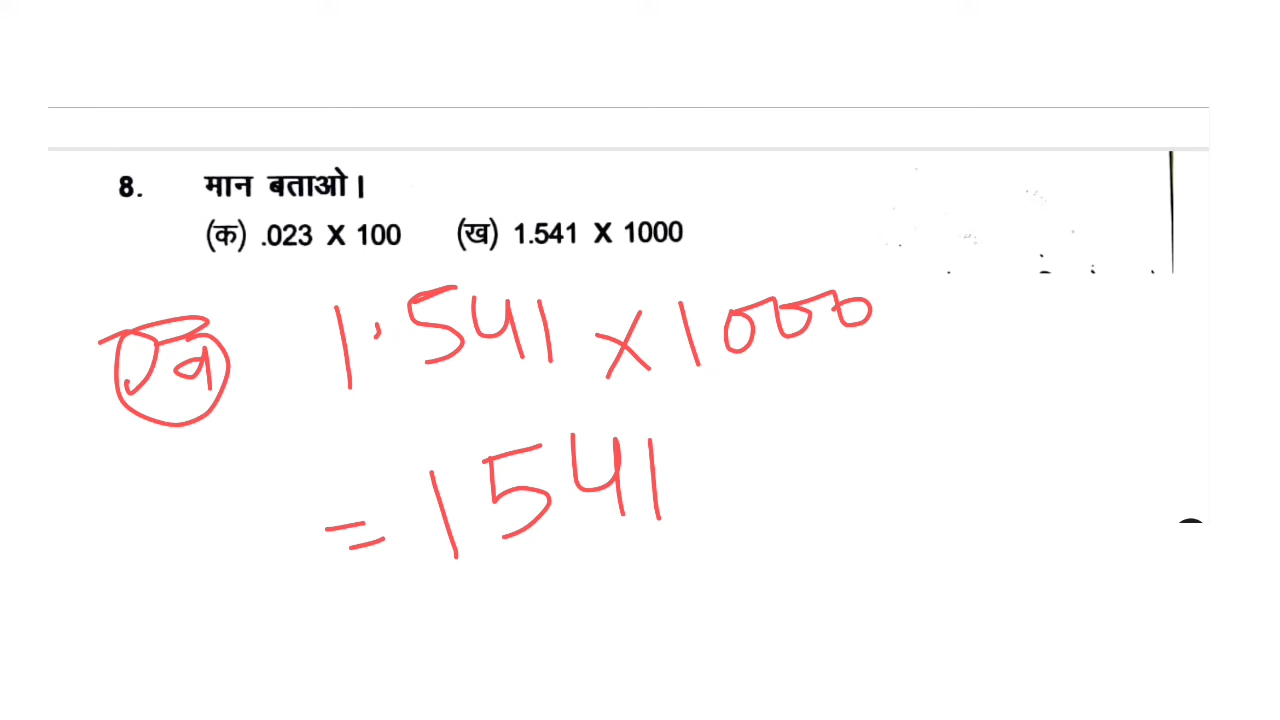 8. मान बताओ।
(क) .023 X 100 (ख) 1.541 X 1000
ख 1.541 x 1000
= 1541